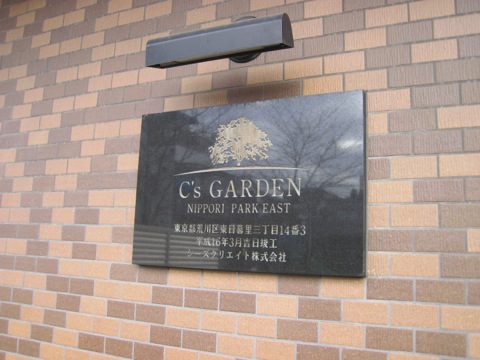 C's GARDEN
NIPPORI PARK EAST
東京都荒川区東日暮里三丁目14番3
平成16年3月吉日竣工
シーズクリエイト株式会社